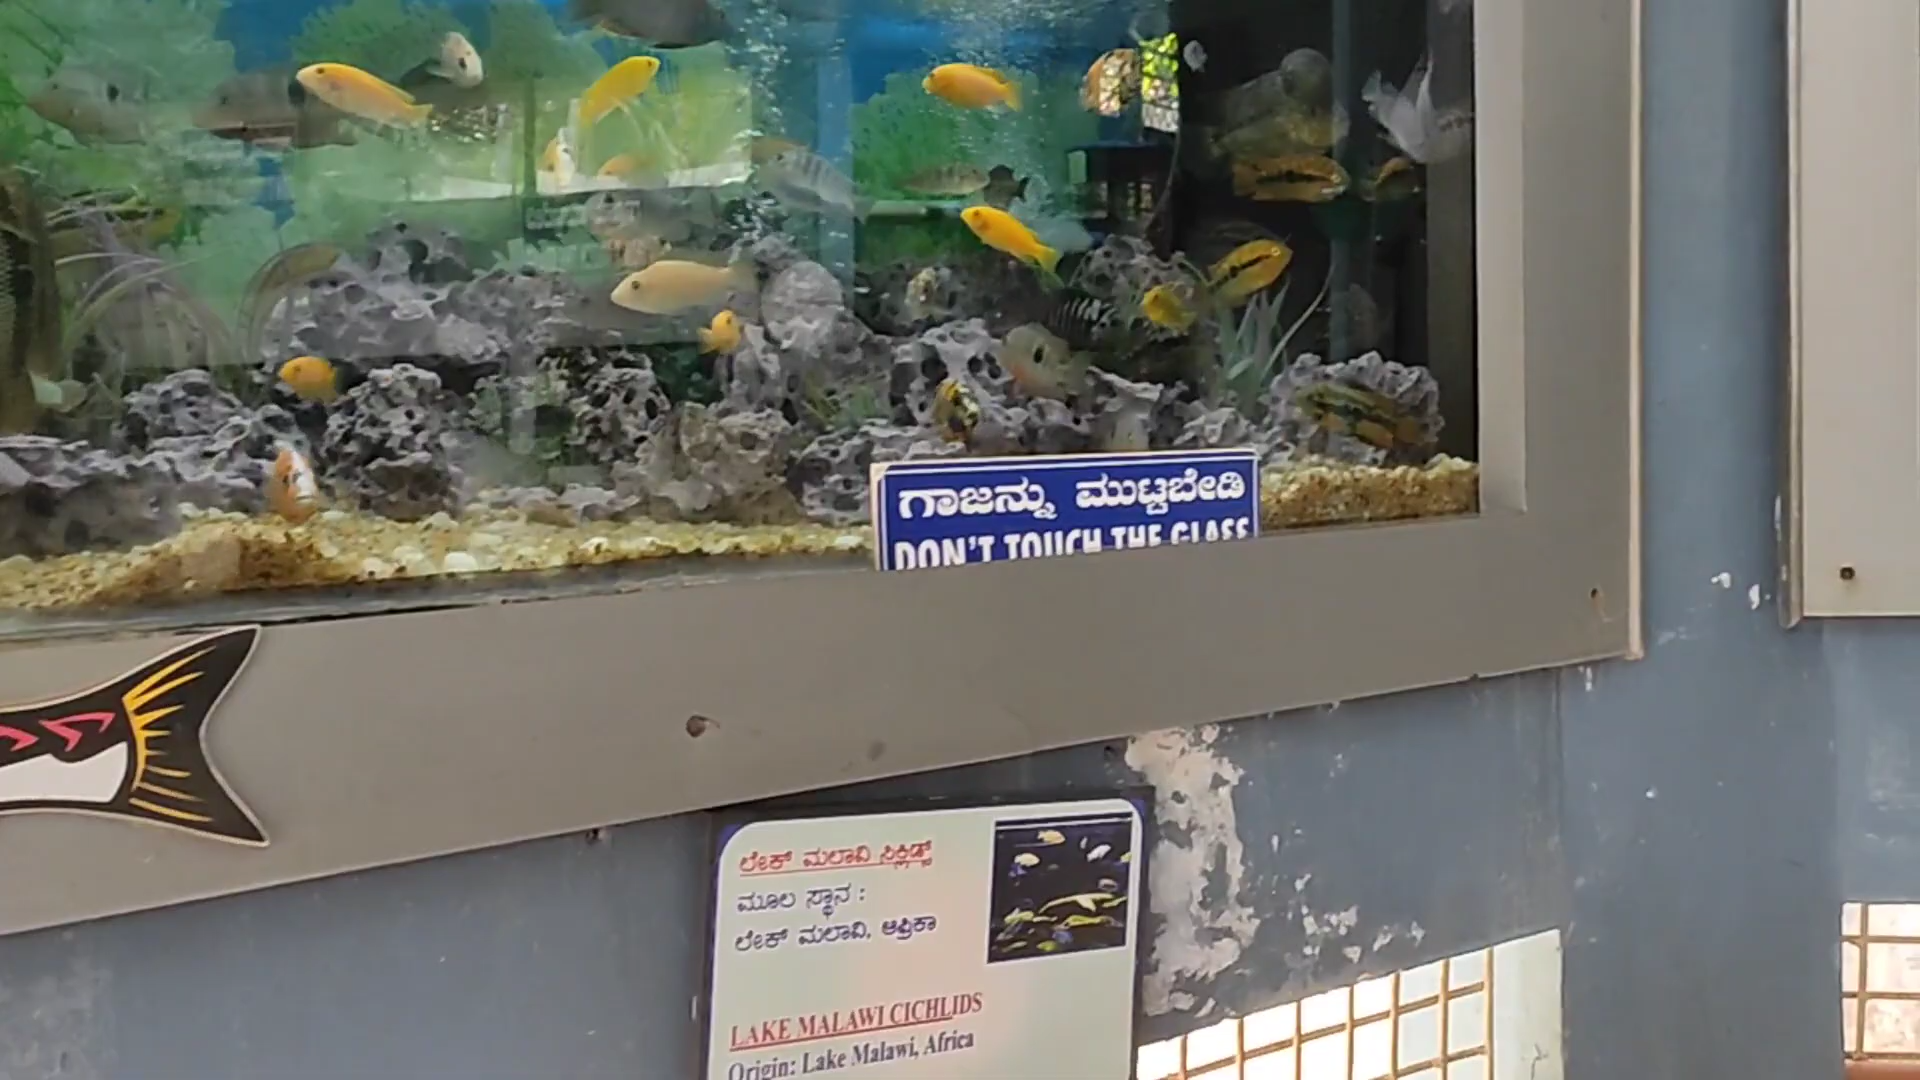 ಗಾಜನ್ನು ಮುಟ್ಟಬೇಡಿ
DON'T TOUCH THE GLASS
ಲೇಕ್ ಮಲಾವಿ ಸಿಕ್ಲಿಡ್ಸ್
ಮೂಲ ಸ್ಥಾನ :
ಲೇಕ್ ಮಲಾವಿ, ಆಫ್ರಿಕಾ
LAKE MALAWI CICHLIDS
Origin: Lake Malawi, Africa